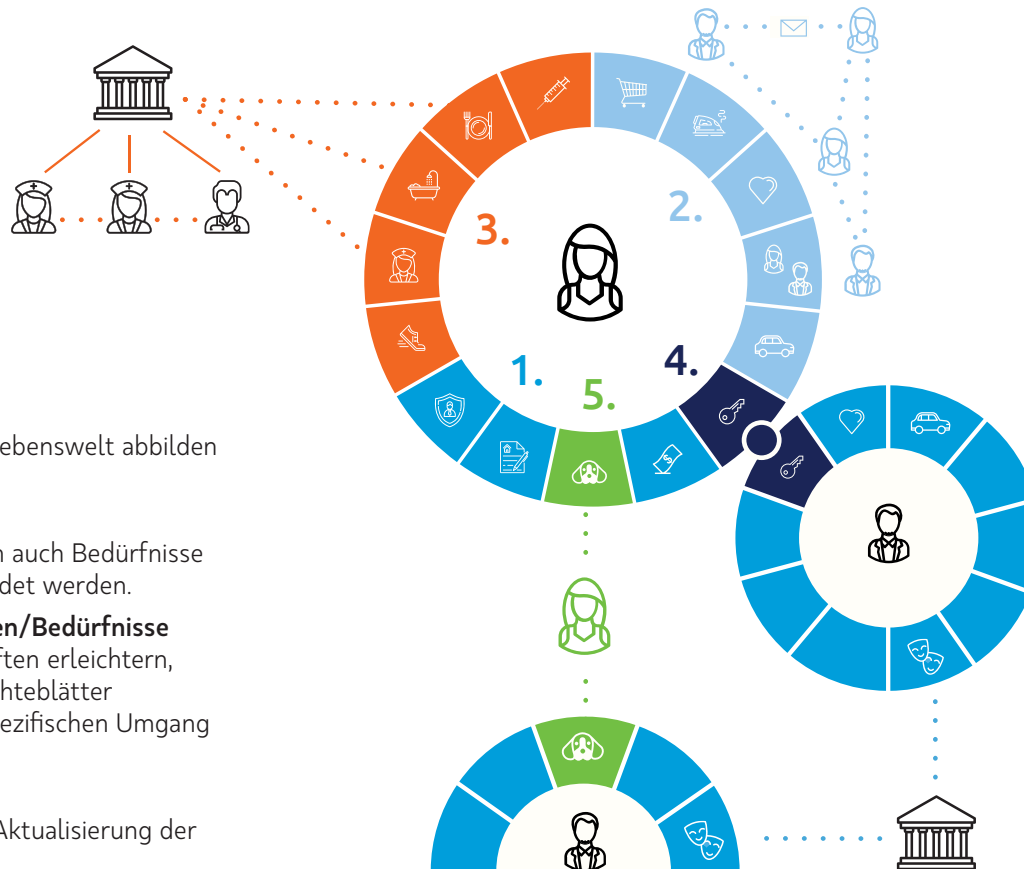 3.
2.
1.
5.
4.
ebenswelt abbilden
auch Bedürfnisse
det werden.
en/Bedürfnisse
ften erleichtern,
hteblätter
ezifischen Umgang
Aktualisierung der